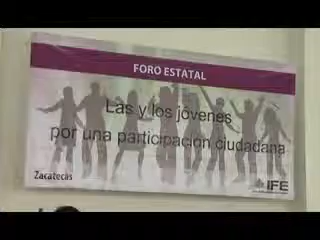 FORO ESTATAL
Las y los jóvenes
por una participación ciudadana
Zacatecas
IFE